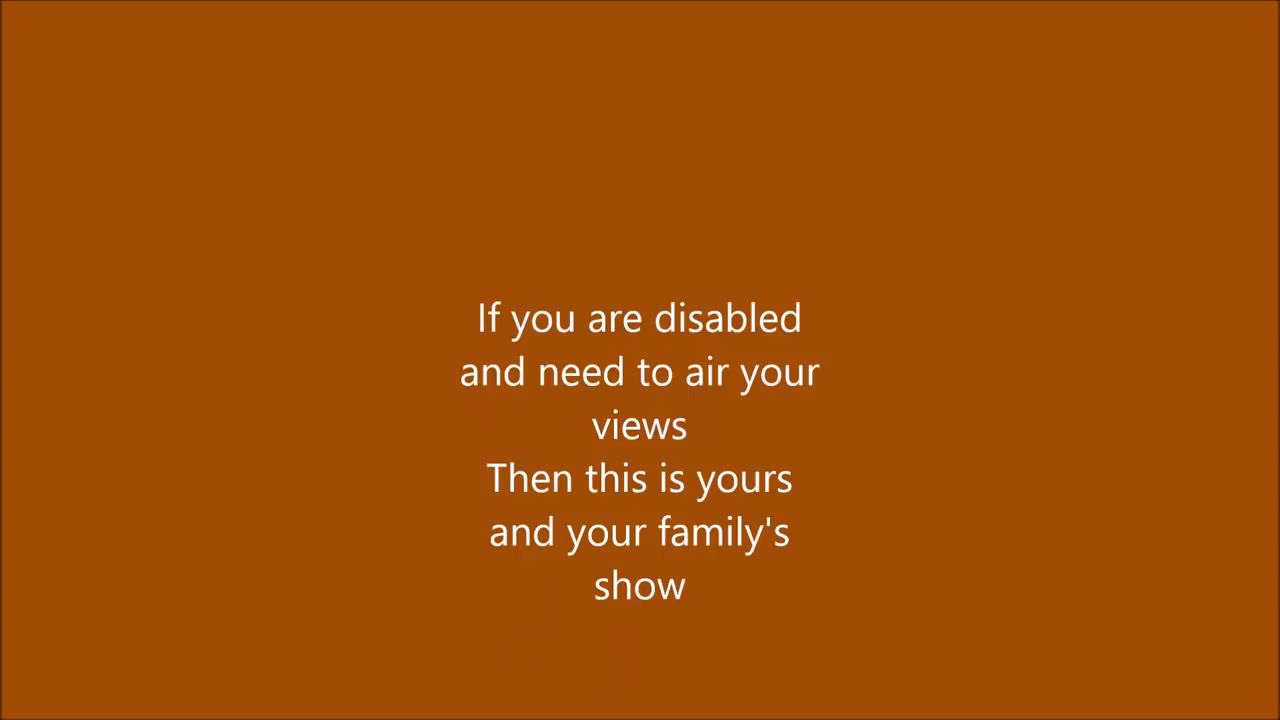 If you are disabled
and need to air your
views
Then this is yours
and your family's
show